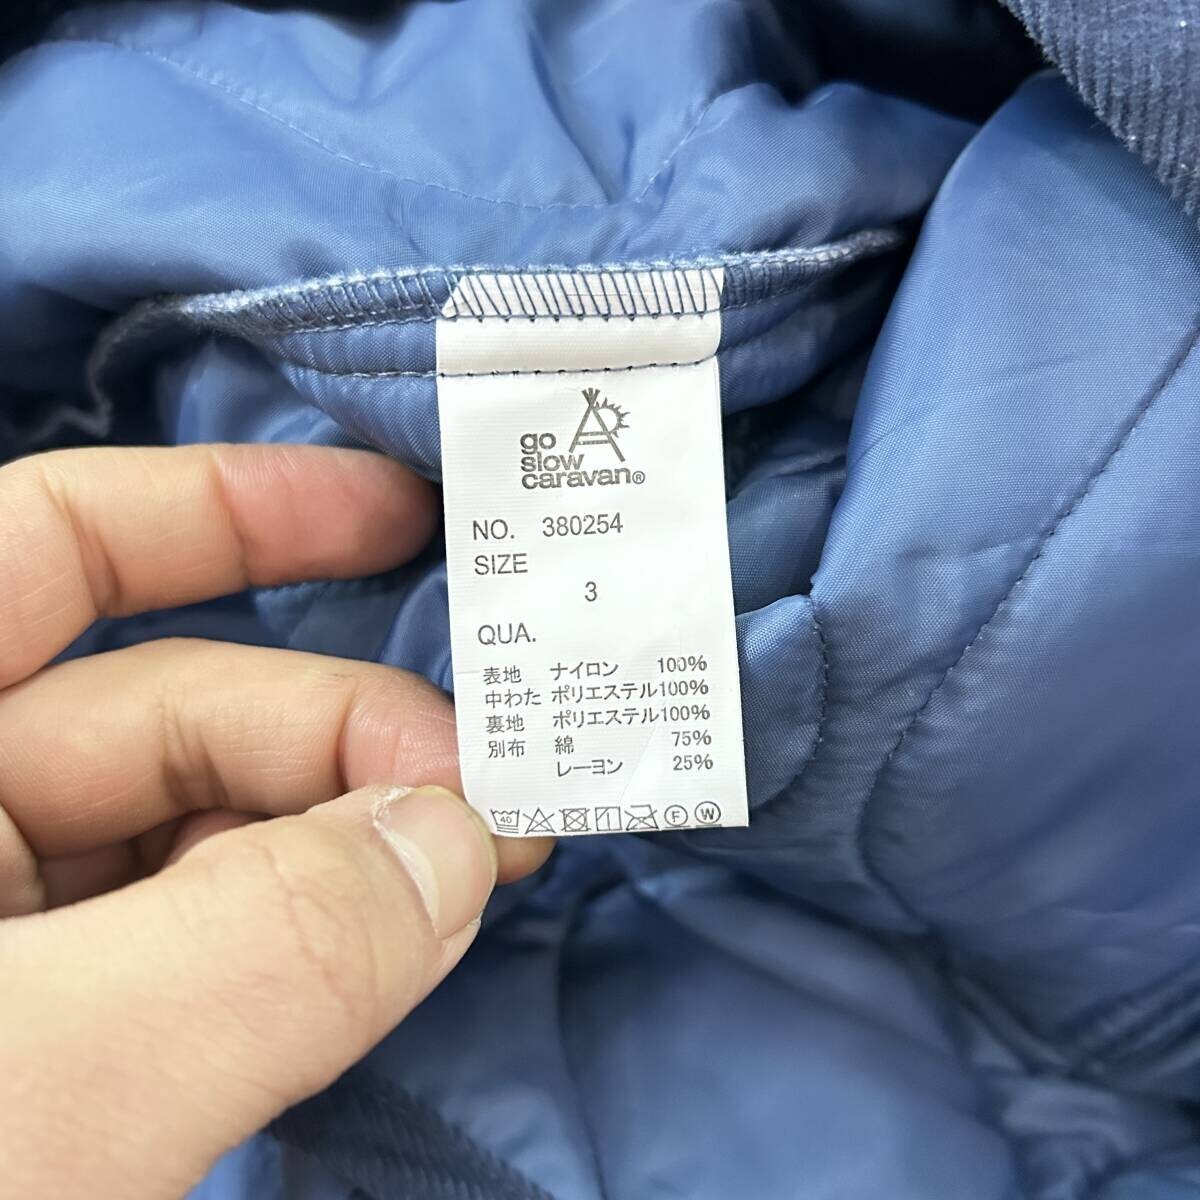 go
slow
caravan®
NO. 380254
SIZE
3
QUA.
表地 ナイロン 100%
中わた ポリエステル100%
裏地 ポリエステル100%
別布 綿 75%
レーヨン 25%
40 F W